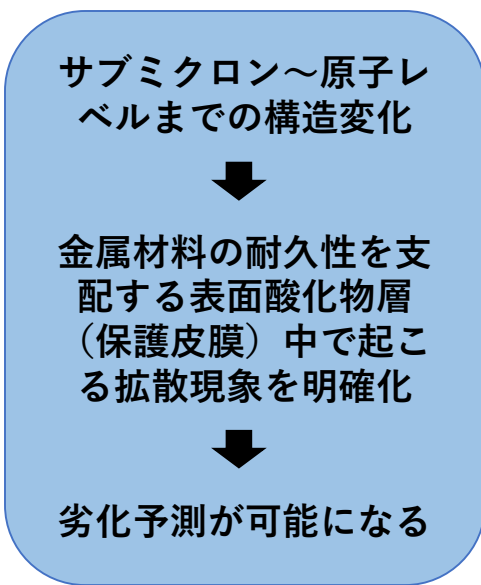 サブミクロン～原子レ
ベルまでの構造変化
金属材料の耐久性を支
配する表面酸化物層
（保護皮膜）中で起こ
る拡散現象を明確化
劣化予測が可能になる